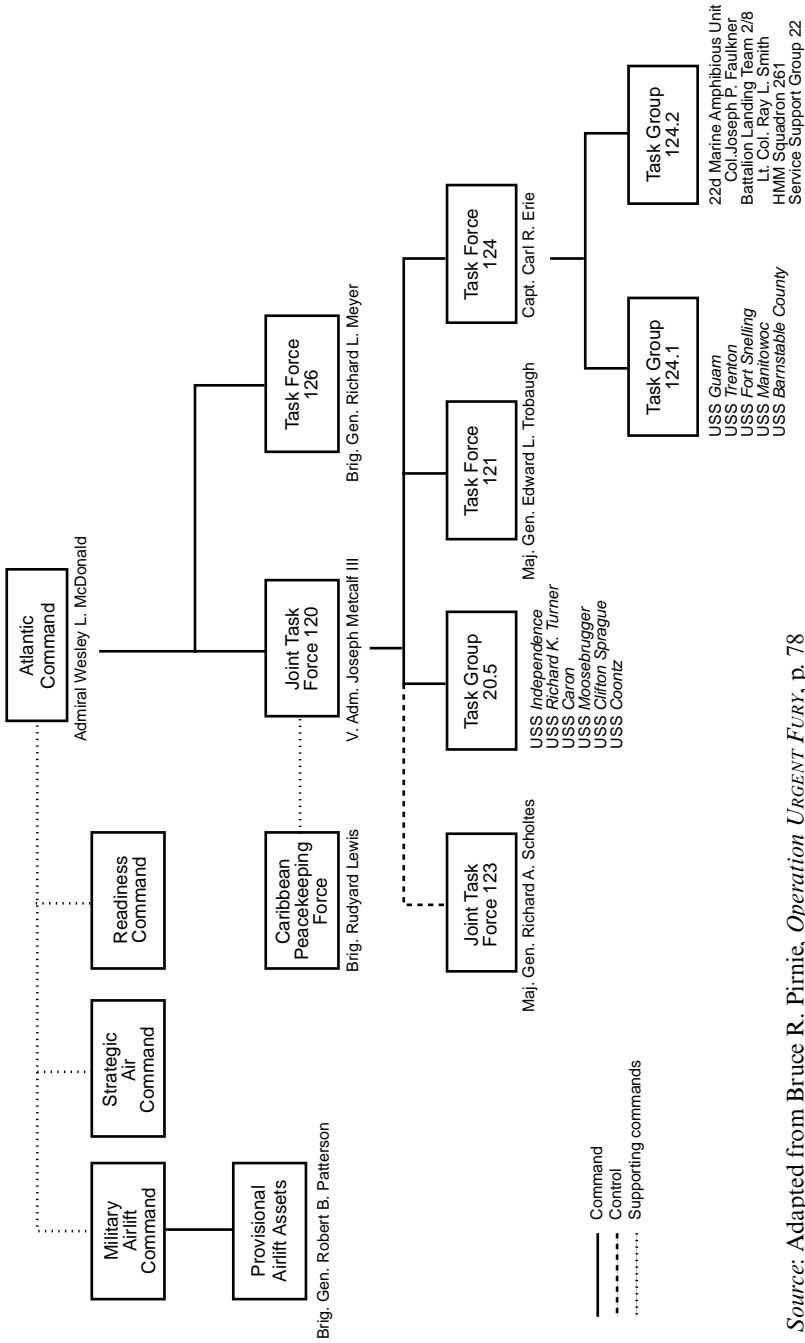 Atlantic
Command
Admiral Wesley L. McDonald
Military
Airlift
Command
Strategic
Air
Command
Readiness
Command
Provisional
Airlift Assets
Brig. Gen. Robert B. Patterson
Caribbean
Peacekeeping
Force
Brig. Rudyard Lewis
Joint Task
Force 120
V. Adm. Joseph Metcalf III
Task Force
126
Brig. Gen. Richard L. Meyer
Joint Task
Force 123
Maj. Gen. Richard A. Scholtes
Task Group
20.5
USS Independence
USS Richard K. Turner
USS Caron
USS Moosebrugger
USS Clifton Sprague
USS Coontz
Task Force
121
Maj. Gen. Edward L. Trobaugh
Task Force
124
Capt. Carl R. Erie
Task Group
124.1
USS Guam
USS Trenton
USS Fort Snelling
USS Manitowoc
USS Barnstable County
Task Group
124.2
22d Marine Amphibious Unit
Col.Joseph P. Faulkner
Battalion Landing Team 2/8
Lt. Col. Ray L. Smith
HMM Squadron 261
Service Support Group 22
Command
Control
Supporting commands
Source: Adapted from Bruce R. Pirnie, Operation URGENT FURY, p. 78